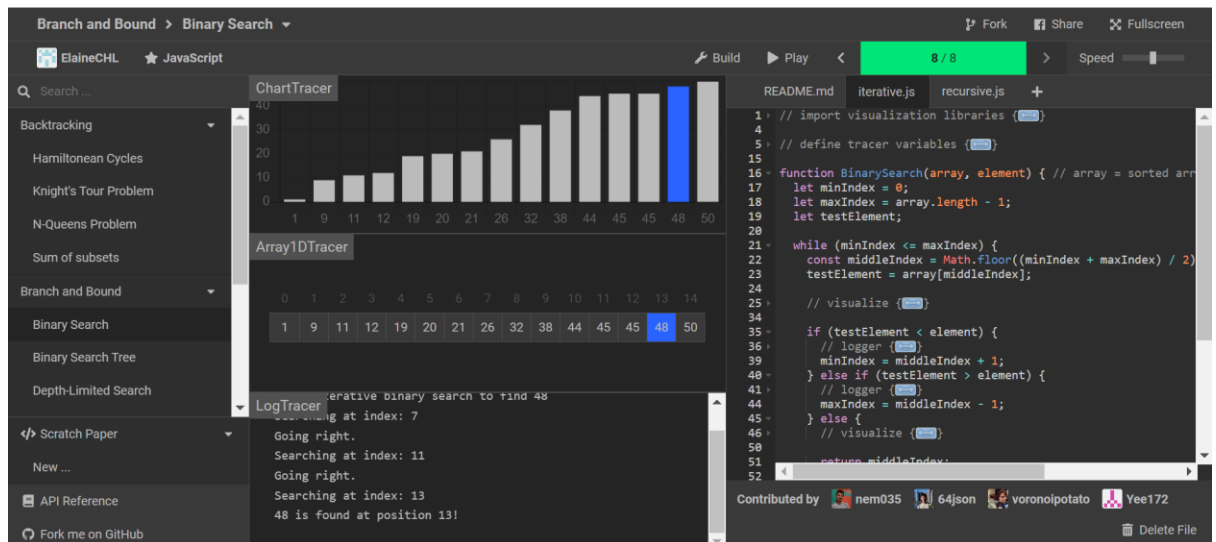 Branch and Bound > Binary Search
Fork Share Fullscreen
ElaineCHL JavaScript
Build Play 8 / 8 Speed
Search ...
Backtracking
Hamiltonean Cycles
Knight's Tour Problem
N-Queens Problem
Sum of subsets
Branch and Bound
Binary Search
Binary Search Tree
Depth-Limited Search
</> Scratch Paper
New ...
API Reference
Fork me on GitHub
ChartTracer
40
30
20
10
0
1 9 11 12 19 20 21 26 32 38 44 45 45 48 50
Array1DTracer
0 1 2 3 4 5 6 7 8 9 10 11 12 13 14
1 9 11 12 19 20 21 26 32 38 44 45 45 48 50
LogTracer
erative binary search to find 48
ing at index: 7
Going right.
Searching at index: 11
Going right.
Searching at index: 13
48 is found at position 13!
README.md iterative.js recursive.js +
1 // import visualization libraries {
4
5 // define tracer variables {
15
16 function BinarySearch(array, element) { // array = sorted arr
17 let minIndex = 0;
18 let maxIndex = array.length - 1;
19 let testElement;
20
21 while (minIndex <= maxIndex) {
22 const middleIndex = Math.floor((minIndex + maxIndex) / 2)
23 testElement = array[middleIndex];
24
25 // visualize {
34
35 if (testElement < element) {
36 // logger {
39 minIndex = middleIndex + 1;
40 } else if (testElement > element) {
41 // logger {
44 maxIndex = middleIndex - 1;
45 } else {
46 // visualize {
50
51 return middleIndex;
52
Contributed by nem035 64json voronoipotato Yee172
Delete File